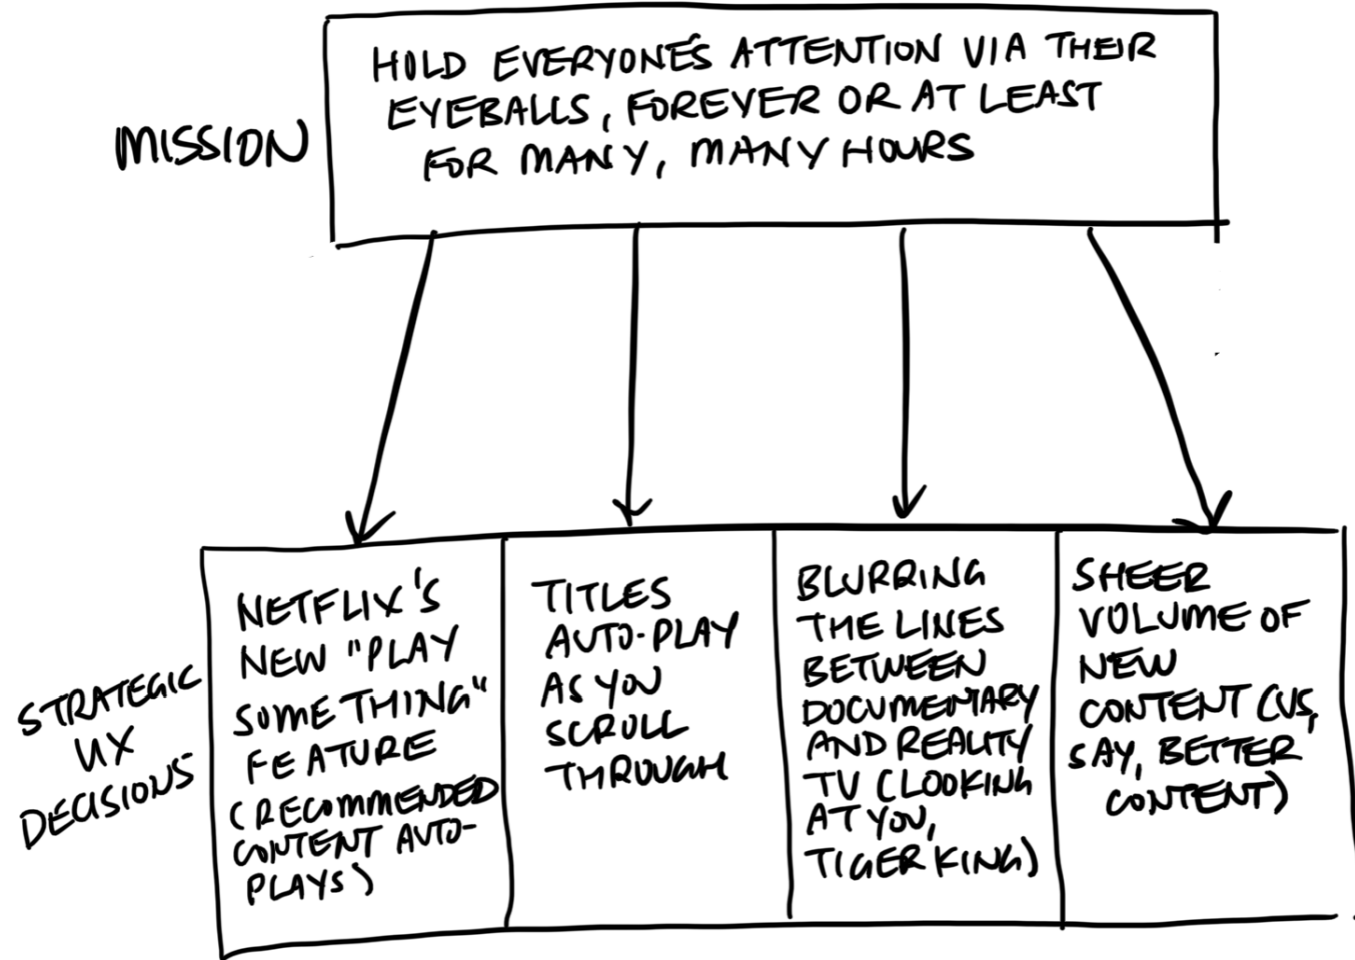 MISSION
HOLD EVERYONE'S ATTENTION VIA THEIR
EYEBALLS, FOREVER OR AT LEAST
FOR MANY, MANY HOURS
STRATEGIC
UX
DECISIONS
NETFLIX'S
NEW "PLAY
SOMETHING"
FEATURE
(RECOMMENDED
CONTENT AUTO-
PLAYS)
TITLES
AUTO-PLAY
AS YOU
SCROLL
THROUGH
BLURRING
THE LINES
BETWEEN
DOCUMENTARY
AND REALITY
TV (LOOKING
AT YOU,
TIGER KING)
SHEER
VOLUME OF
NEW
CONTENT (VS,
SAY, BETTER
CONTENT)